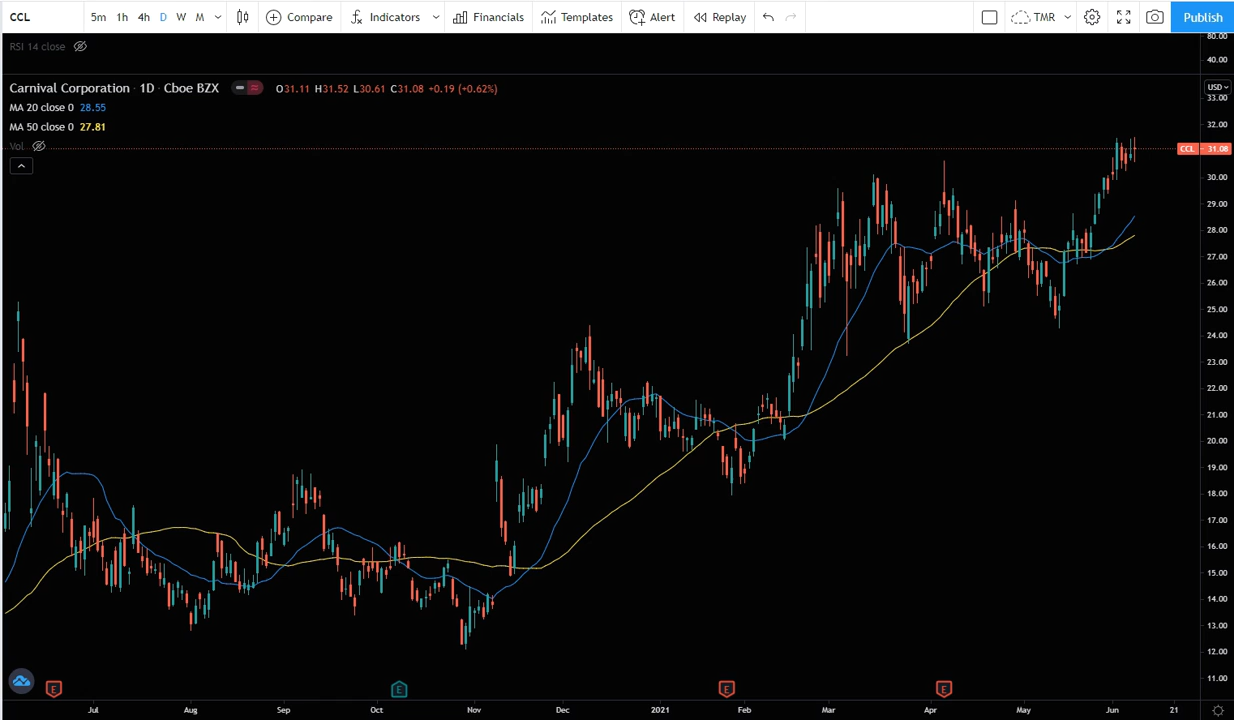 CCL 5m 1h 4h D W M Compare Indicators Financials Templates Alert Replay TMR Publish
RSI 14 close
80.00
40.00
Carnival Corporation · 1D · Cboe BZX O31.11 H31.52 L30.61 C31.08 +0.19 (+0.62%)
USD
33.00
MA 20 close 0 28.55
MA 50 close 0 27.81
32.00
Vol
CCL 31.08
30.00
29.00
28.00
27.00
26.00
25.00
24.00
23.00
22.00
21.00
20.00
19.00
18.00
17.00
16.00
15.00
14.00
13.00
12.00
11.00
E E E E
Jul Aug Sep Oct Nov Dec 2021 Feb Mar Apr May Jun 21